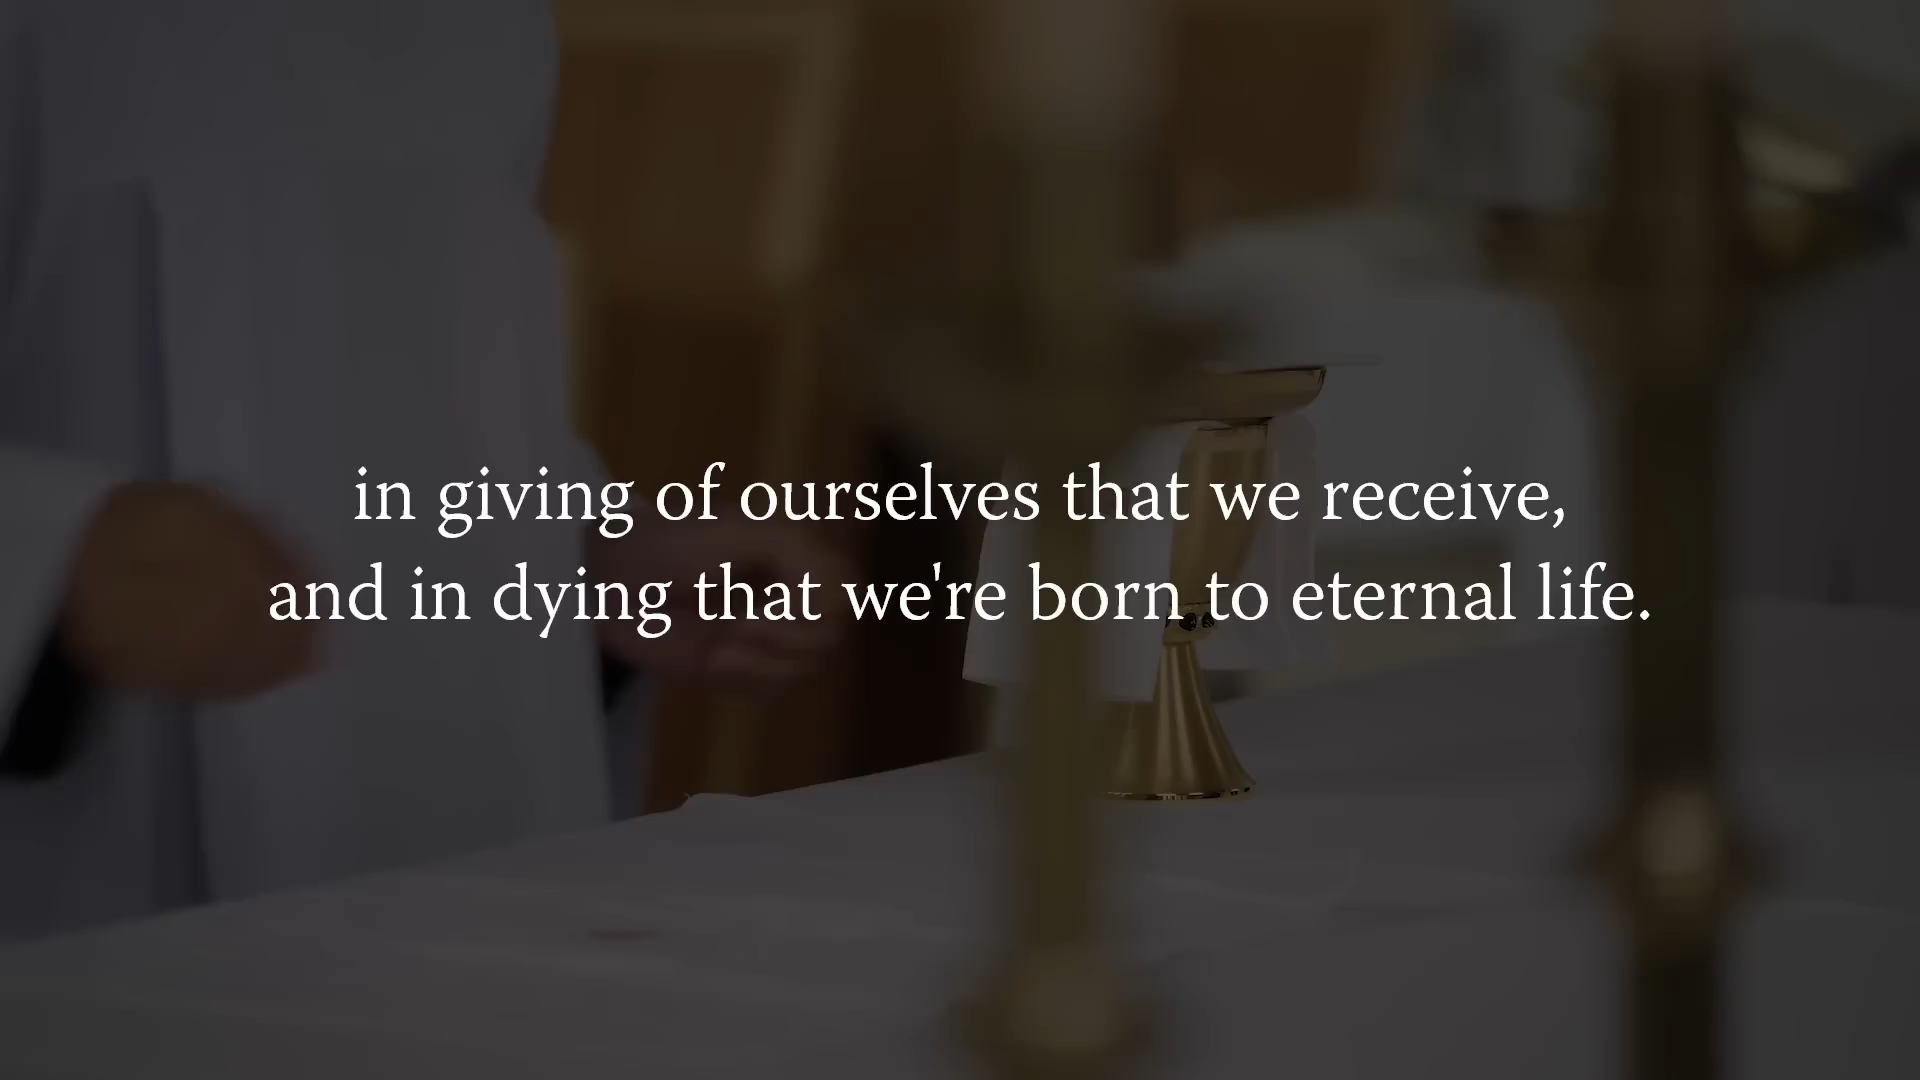 in giving of ourselves that we receive,
and in dying that we're born to eternal life.